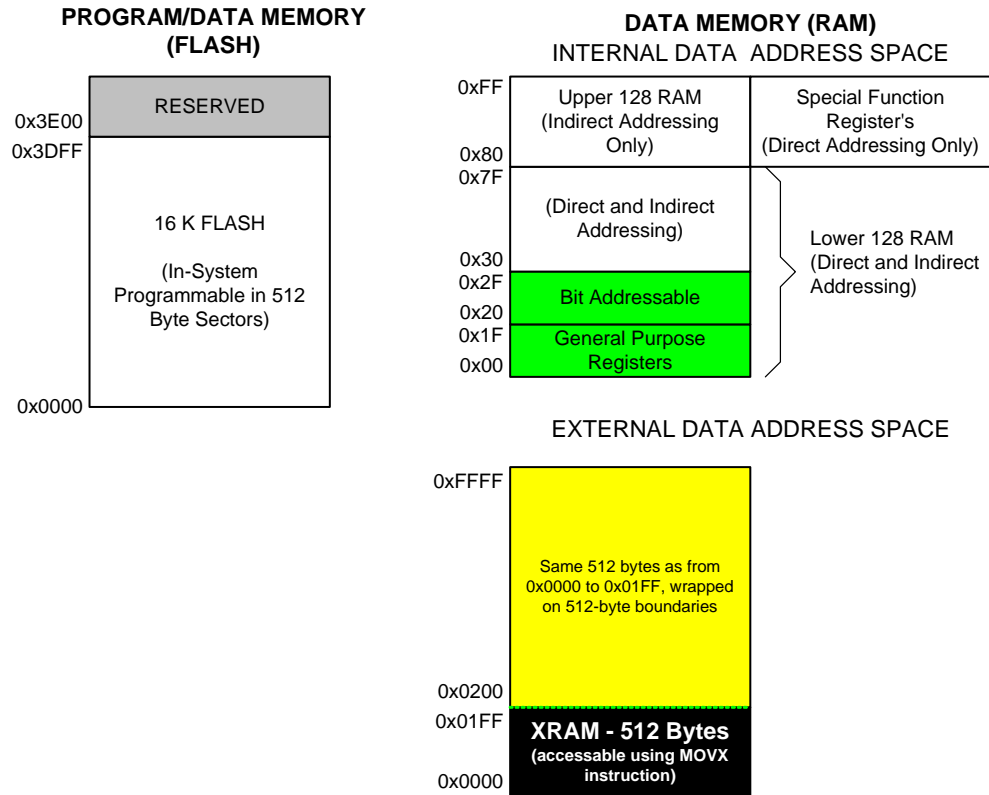 PROGRAM/DATA MEMORY
(FLASH)
RESERVED
0x3E00
0x3DFF
16 K FLASH
(In-System
Programmable in 512
Byte Sectors)
0x0000
DATA MEMORY (RAM)
INTERNAL DATA ADDRESS SPACE
0xFF
Upper 128 RAM
(Indirect Addressing
Only)
Special Function
Register's
(Direct Addressing Only)
0x80
0x7F
(Direct and Indirect
Addressing)
Lower 128 RAM
(Direct and Indirect
Addressing)
0x30
0x2F
Bit Addressable
0x20
0x1F
General Purpose
Registers
0x00
EXTERNAL DATA ADDRESS SPACE
0xFFFF
Same 512 bytes as from
0x0000 to 0x01FF, wrapped
on 512-byte boundaries
0x0200
0x01FF
XRAM - 512 Bytes
(accessable using MOVX
instruction)
0x0000